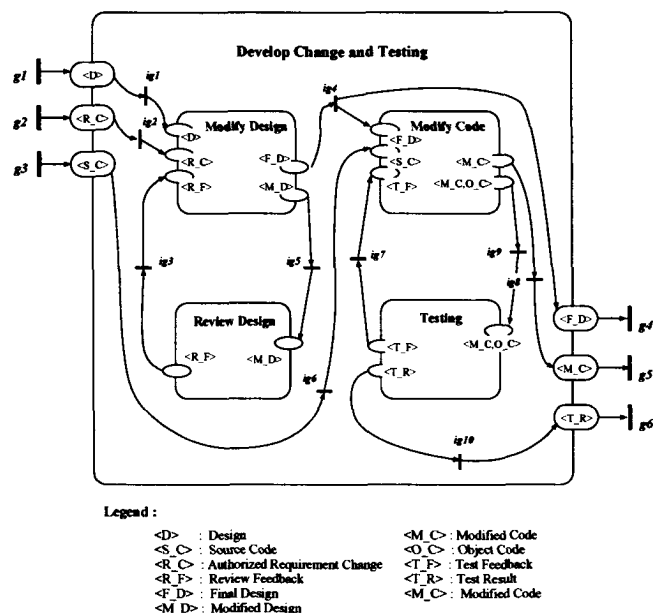 Develop Change and Testing
g1
<D>
ig1
ig4
g2
<R_C>
ig2
g3
<S_C>
Modify Design
<D>
<R_C>
<R_F>
<F_D>
<M_D>
Modify Code
<F_D>
<S_C>
<T_F>
<M_C>
<M_C,O_C>
ig3
ig5
ig7
ig9
ig8
Review Design
<R_F>
<M_D>
ig6
Testing
<M_C,O_C>
<T_F>
<T_R>
<F_D>
g4
<M_C>
g5
<T_R>
g6
ig10
Legend :
<D> : Design
<S_C> : Source Code
<R_C> : Authorized Requirement Change
<R_F> : Review Feedback
<F_D> : Final Design
<M_D> : Modified Design
<M_C> : Modified Code
<O_C> : Object Code
<T_F> : Test Feedback
<T_R> : Test Result
<M_C> : Modified Code